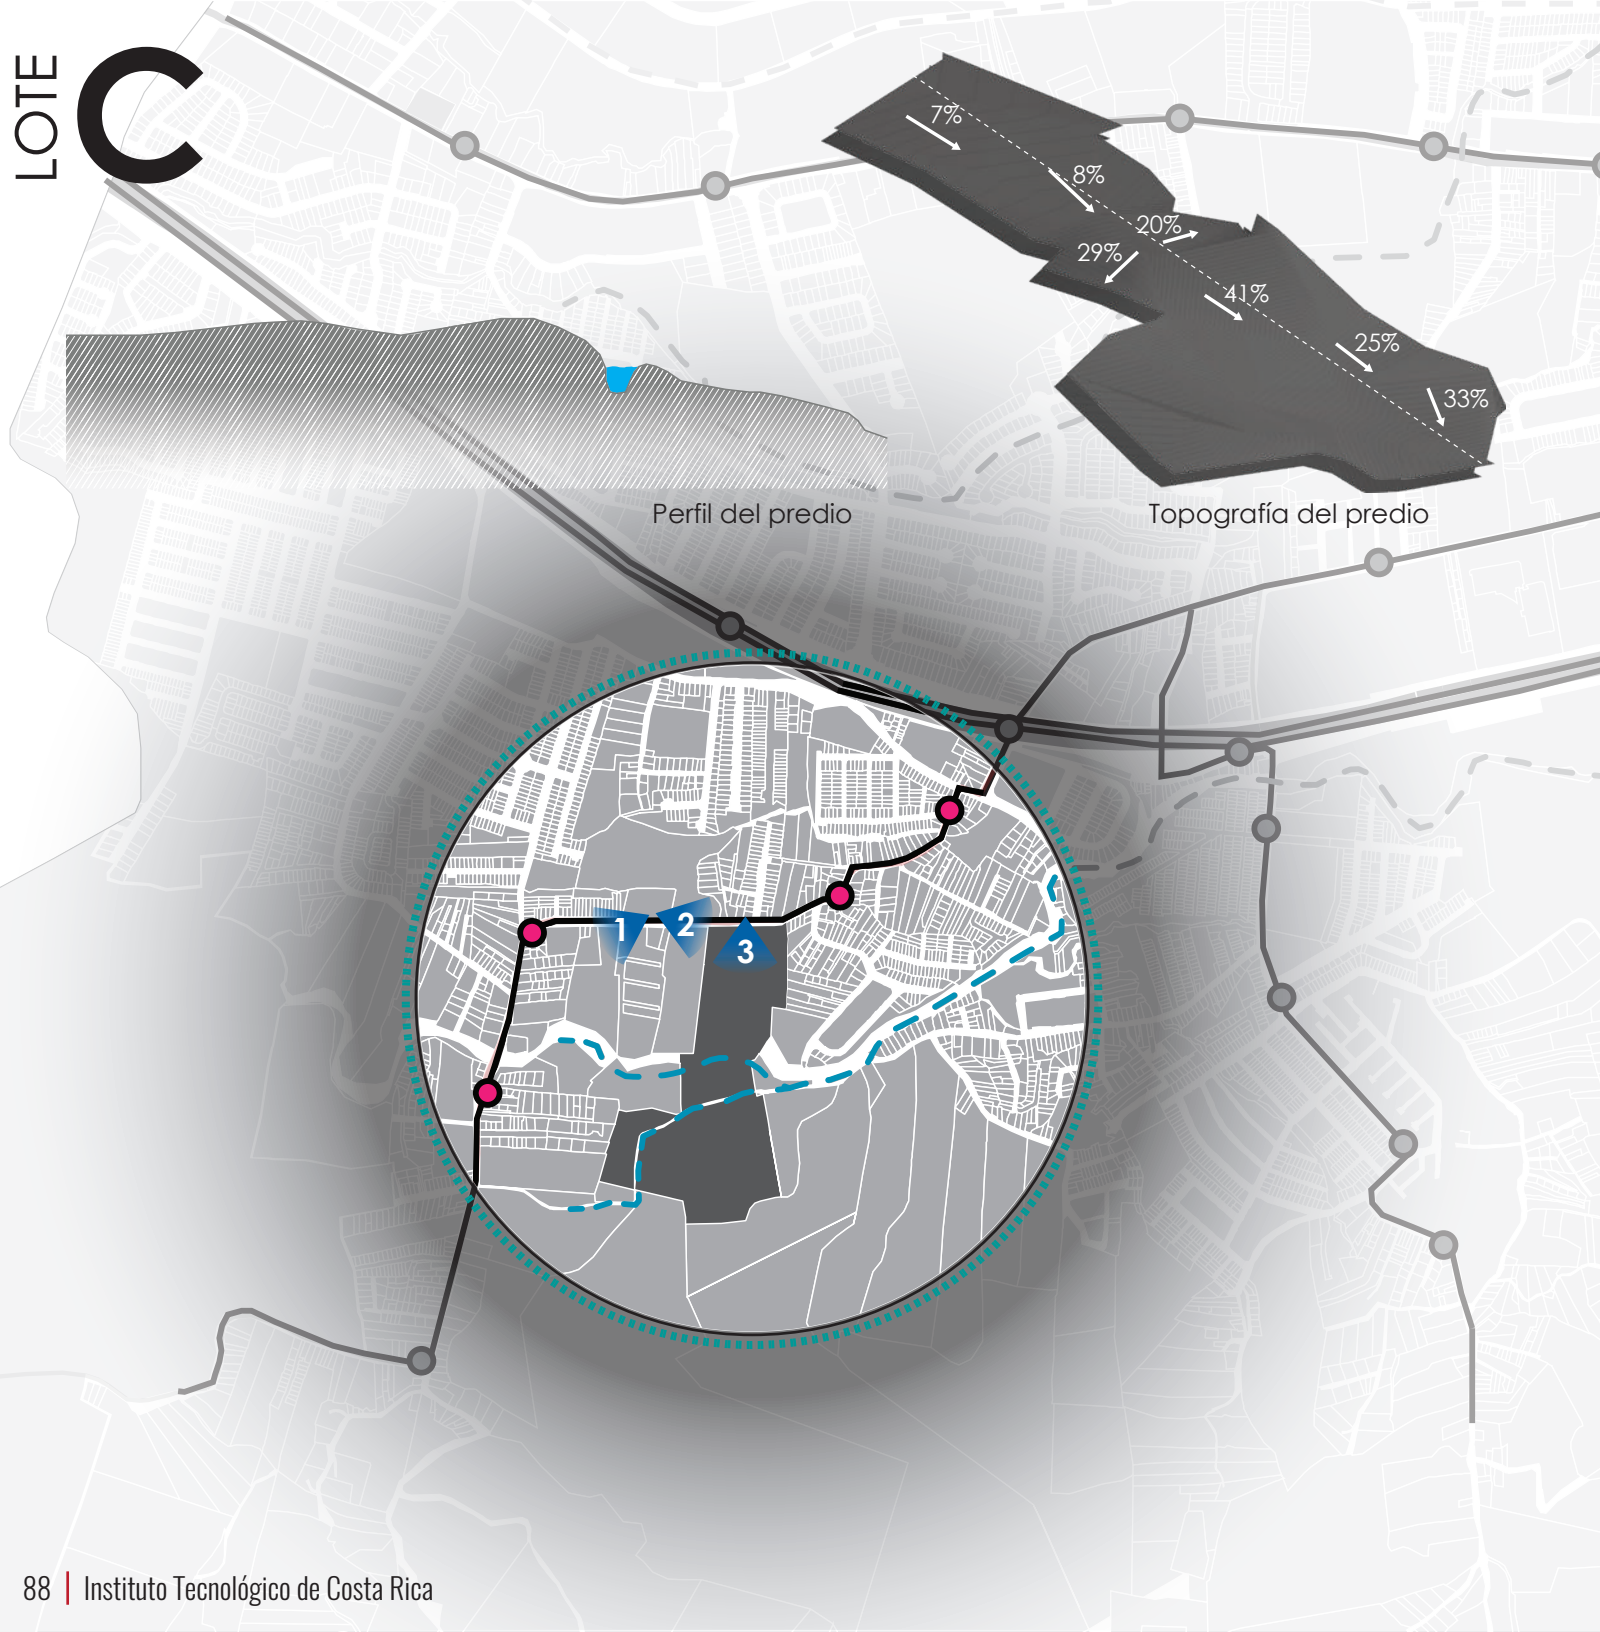 LOTE
C
7%
8%
20%
29%
41%
25%
33%
Perfil del predio
Topografía del predio
1
2
3
88 | Instituto Tecnológico de Costa Rica